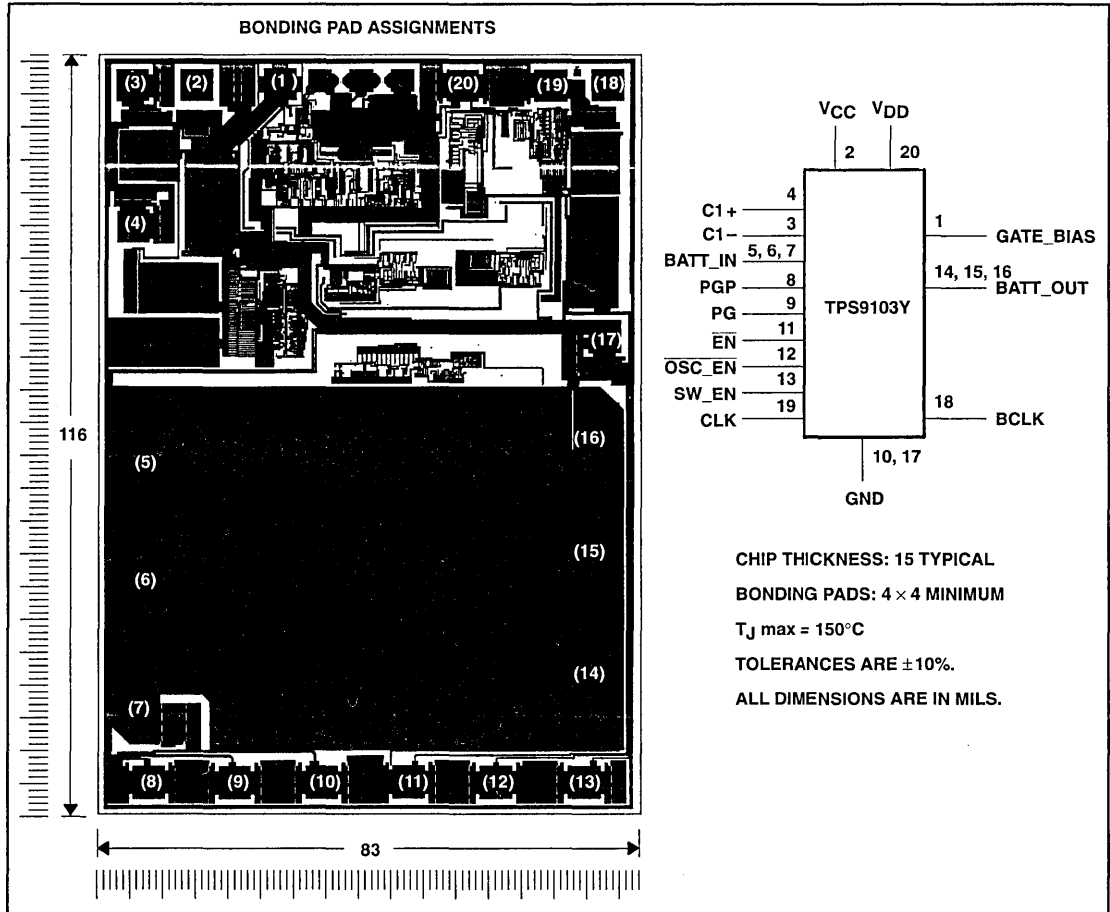 BONDING PAD ASSIGNMENTS
(3) (2) (1) (20) (19) (18)
(4)
(17)
(16)
(5)
(15)
(6)
(14)
(7)
(8) (9) (10) (11) (12) (13)
116
83
VCC VDD
2 20
4
C1+
3
C1−
5, 6, 7
BATT_IN
8
PGP
9
PG
11
EN
12
OSC_EN
13
SW_EN
19
CLK
TPS9103Y
1
GATE_BIAS
14, 15, 16
BATT_OUT
18
BCLK
10, 17
GND
CHIP THICKNESS: 15 TYPICAL
BONDING PADS: 4 × 4 MINIMUM
TJ max = 150°C
TOLERANCES ARE ±10%.
ALL DIMENSIONS ARE IN MILS.